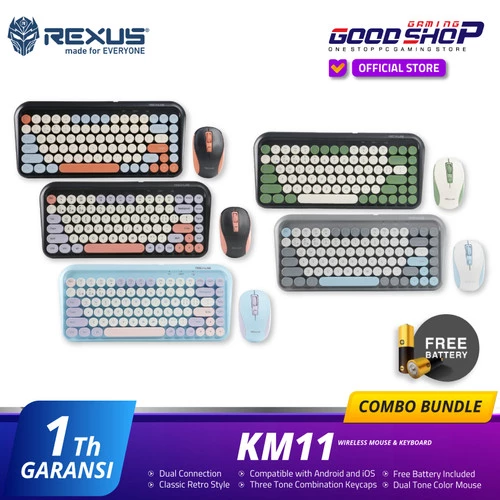 REXUS®
made for EVERYONE
GAMING
GOODSHOP
ONE STOP PC GAMING STORE
OFFICIAL STORE
FREE
BATTERY
1 Th
GARANSI
COMBO BUNDLE
KM11 WIRELESS MOUSE & KEYBOARD
• Dual Connection
• Classic Retro Style
• Compatible with Android and iOS
• Three Tone Combination Keycaps
• Free Battery Included
• Dual Tone Color Mouse